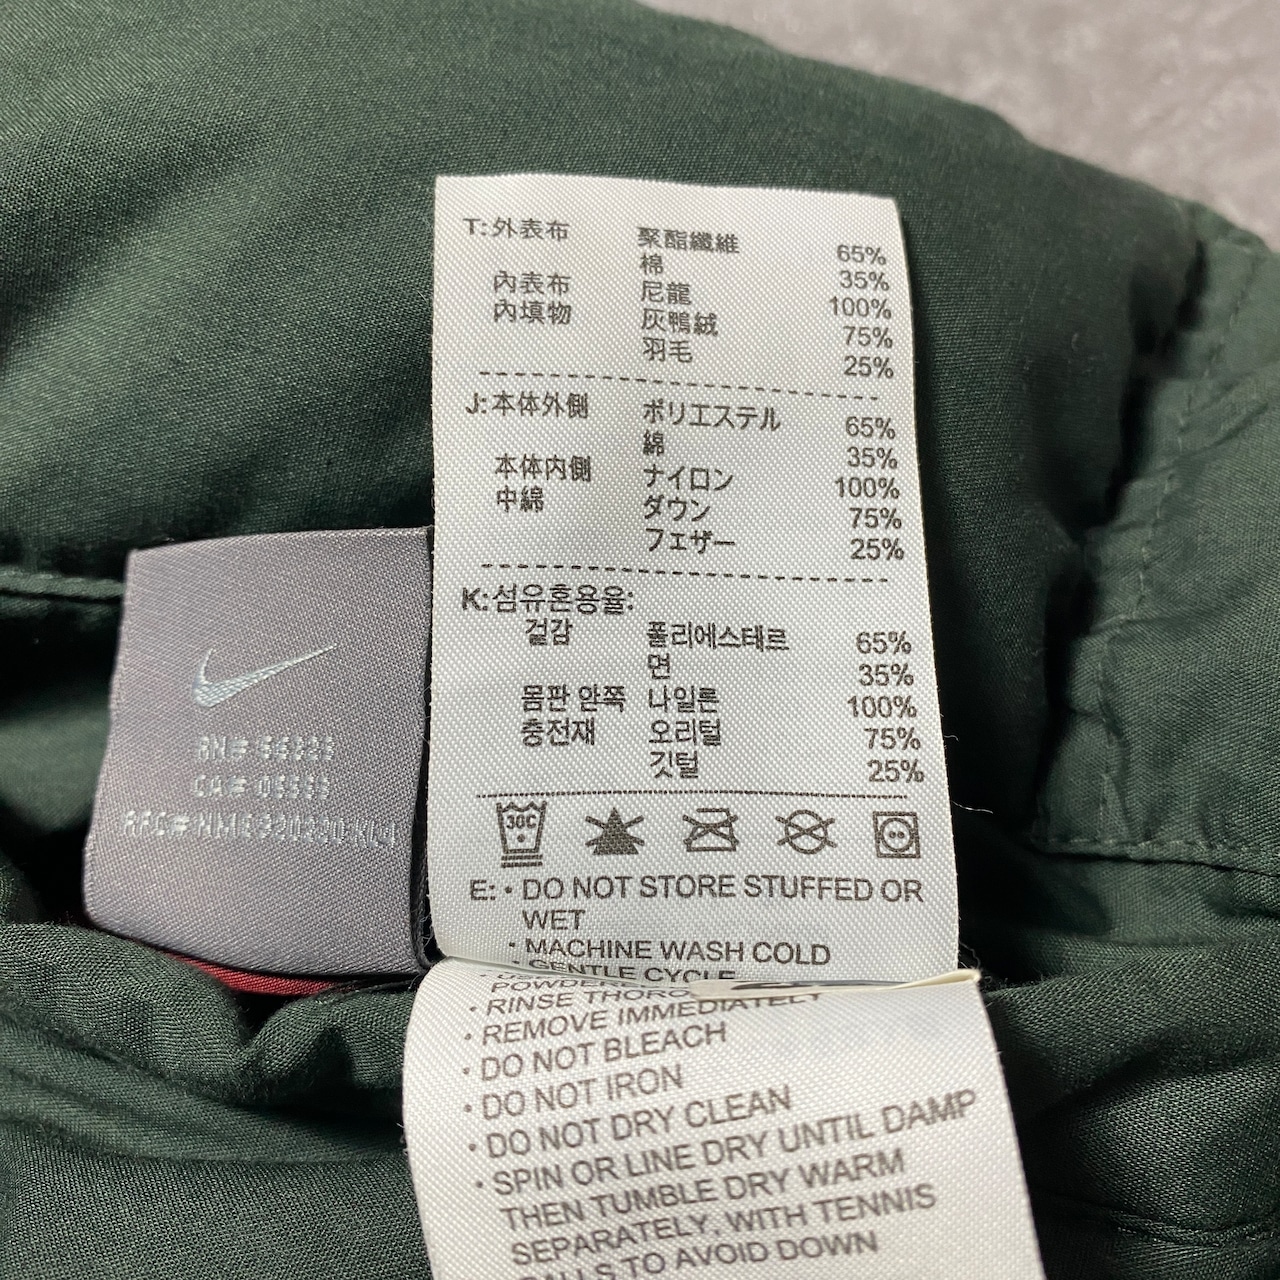 T: 外表布 聚酯纖維 65%
棉 35%
內表布 尼龍 100%
內填物 灰鴨絨 75%
羽毛 25%
J: 本体外側 ポリエステル 65%
綿 35%
本体内側 ナイロン 100%
中綿 ダウン 75%
フェザー 25%
K: 섬유혼용율:
겉감 폴리에스테르 65%
면 35%
몸판 안쪽 나일론 100%
충전재 오리털 75%
깃털 25%
30C
E: • DO NOT STORE STUFFED OR
WET
• MACHINE WASH COLD
• GENTLE CYCLE
• RINSE
• REMOVE IMMEDIATELY
• DO NOT BLEACH
• DO NOT IRON
• DO NOT DRY CLEAN
• SPIN OR LINE DRY UNTIL DAMP
THEN TUMBLE DRY WARM
SEPARATELY, WITH TENNIS
TO AVOID DOWN
RN#
CA# 05553